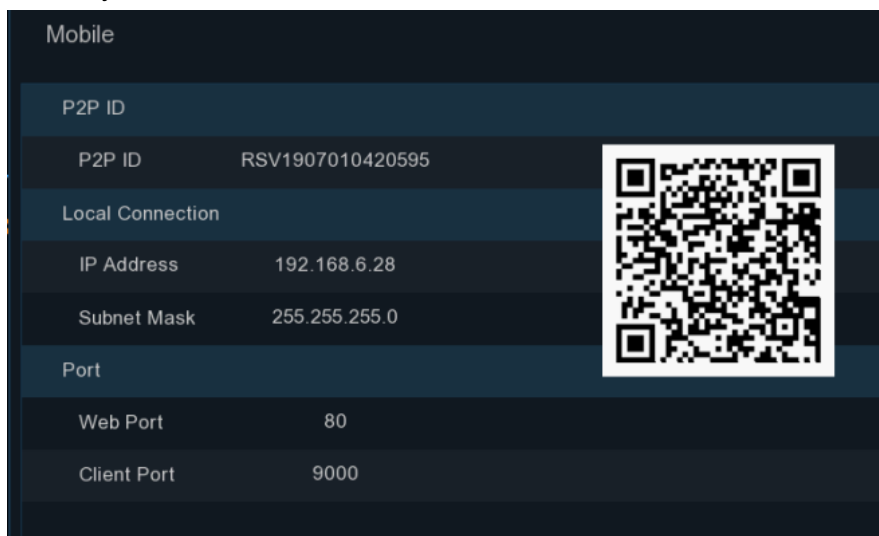 Mobile
P2P ID
P2P ID RSV1907010420595
Local Connection
IP Address 192.168.6.28
Subnet Mask 255.255.255.0
Port
Web Port 80
Client Port 9000